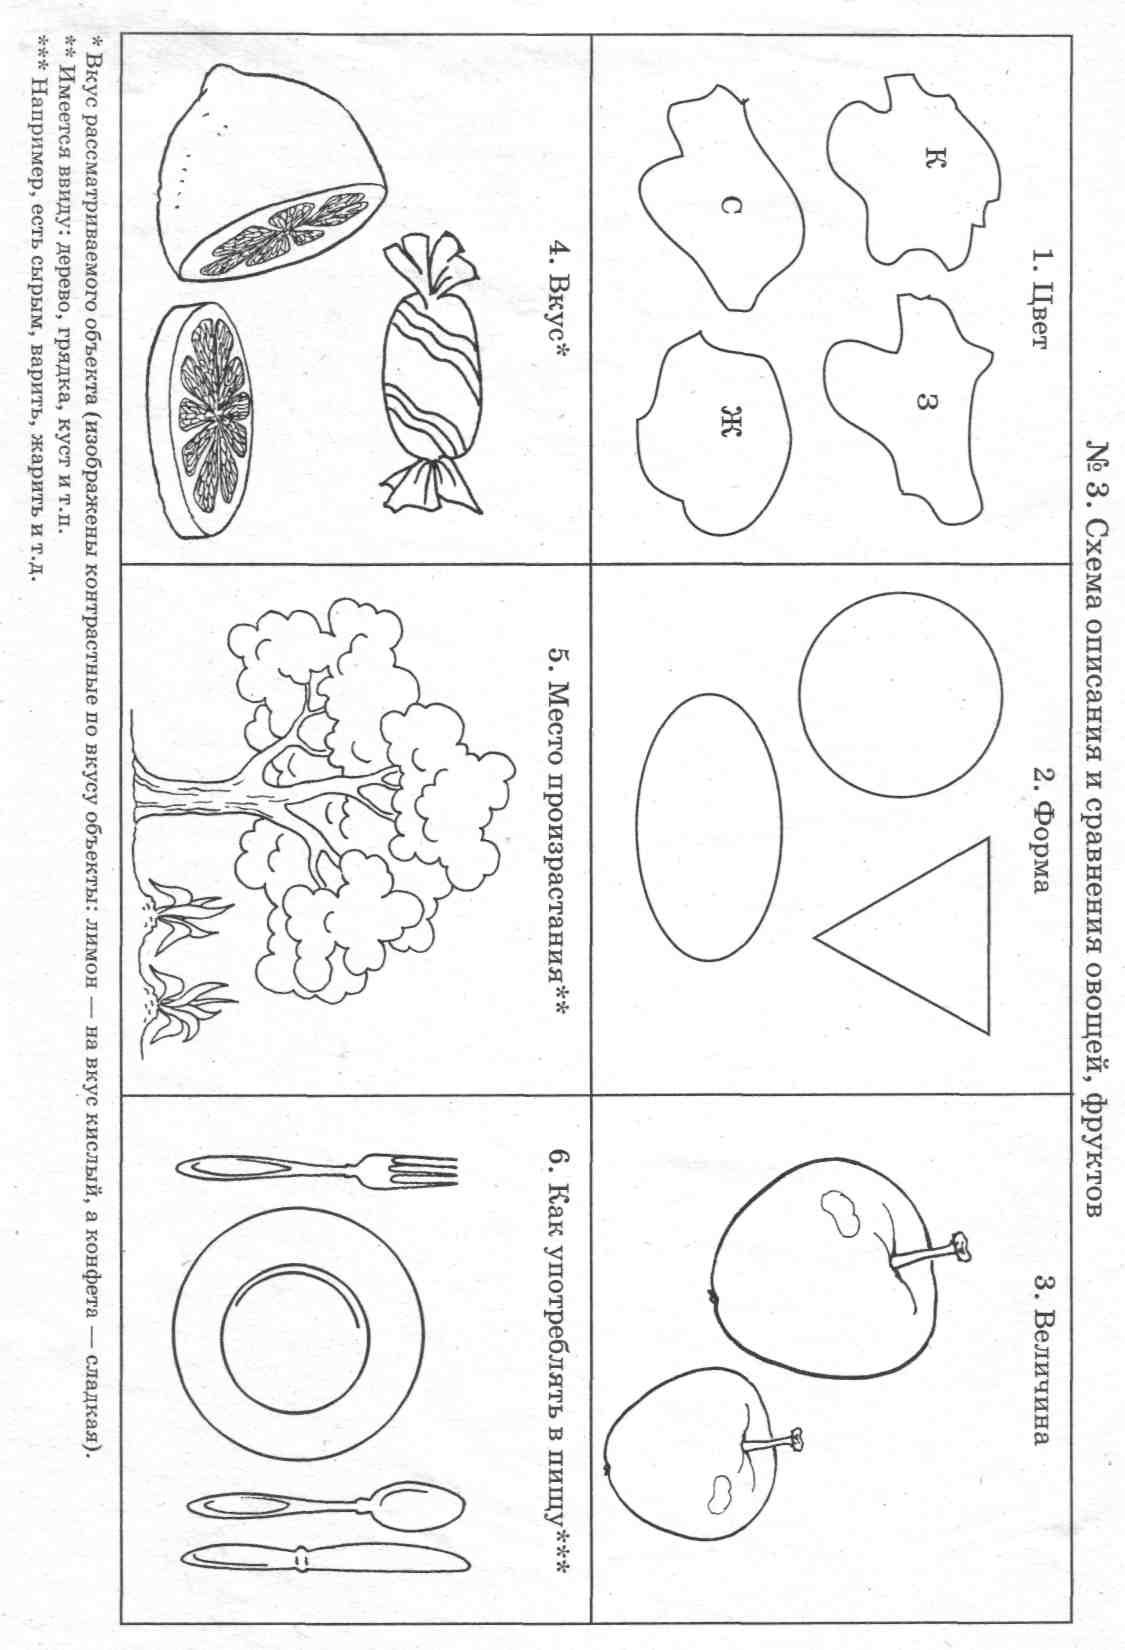 № 3. Схема описания и сравнения овощей, фруктов
1. Цвет
К
З
С
Ж
2. Форма
3. Величина
4. Вкус*
5. Место произрастания**
6. Как употреблять в пищу***
* Вкус рассматриваемого объекта (изображены контрастные по вкусу объекты: лимон — на вкус кислый, а конфета — сладкая).
** Имеется ввиду: дерево, грядка, куст и т.п.
*** Например, есть сырым, варить, жарить и т.д.